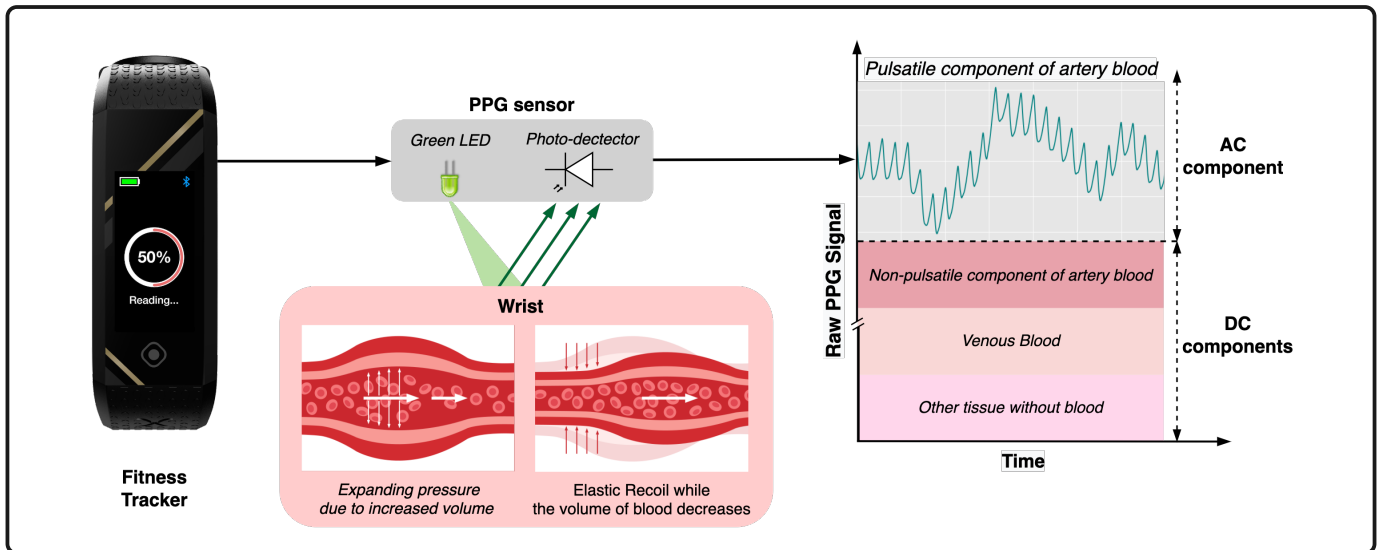 50%
Reading...
Fitness
Tracker
PPG sensor
Green LED
Photo-dectector
Wrist
Expanding pressure
due to increased volume
Elastic Recoil while
the volume of blood decreases
Raw PPG Signal
Pulsatile component of artery blood
Non-pulsatile component of artery blood
Venous Blood
Other tissue without blood
Time
AC
component
DC
components